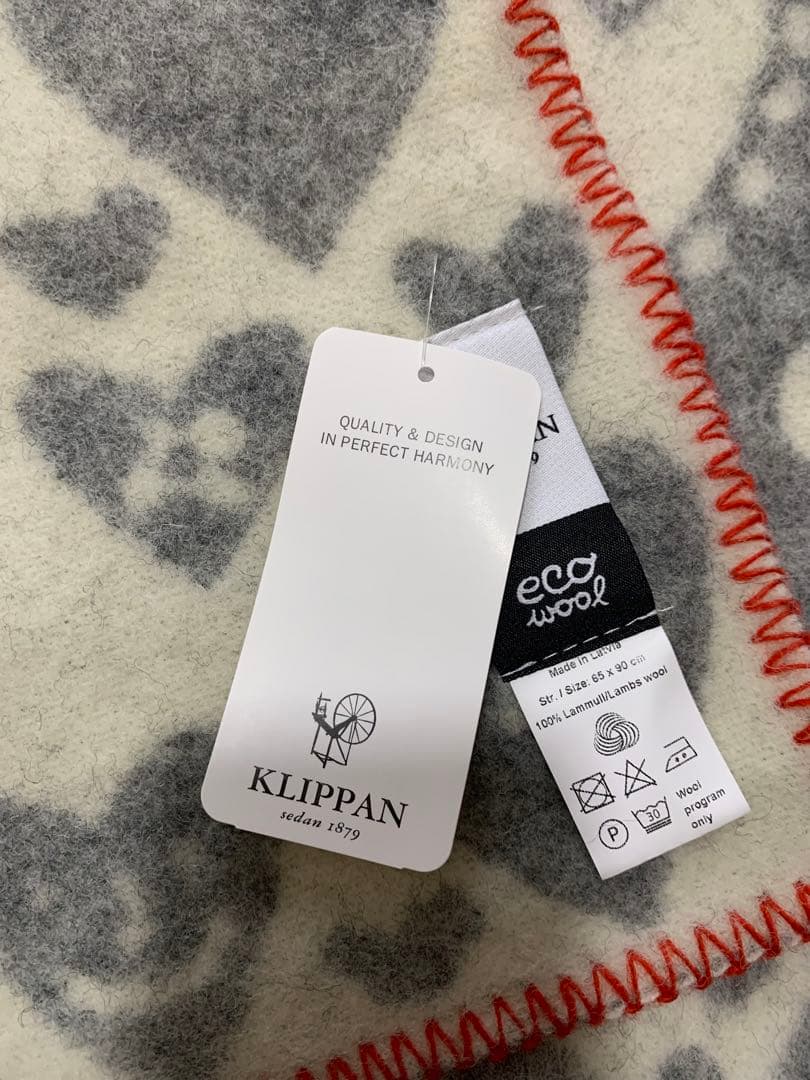 QUALITY & DESIGN
IN PERFECT HARMONY
KLIPPAN
sedan 1879
eco
wool
Made in Latvia
Str. / Size: 65 x 90 cm
100% Lammull/Lambs wool
P
30
Wool
program
only